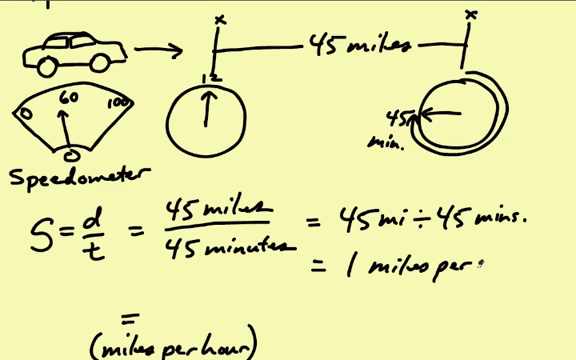 x x
45 miles
12
0 60 100
45 min.
Speedometer
S = d/t = 45 miles / 45 minutes = 45 mi ÷ 45 mins.
= 1 miles per
=
(miles per hour)